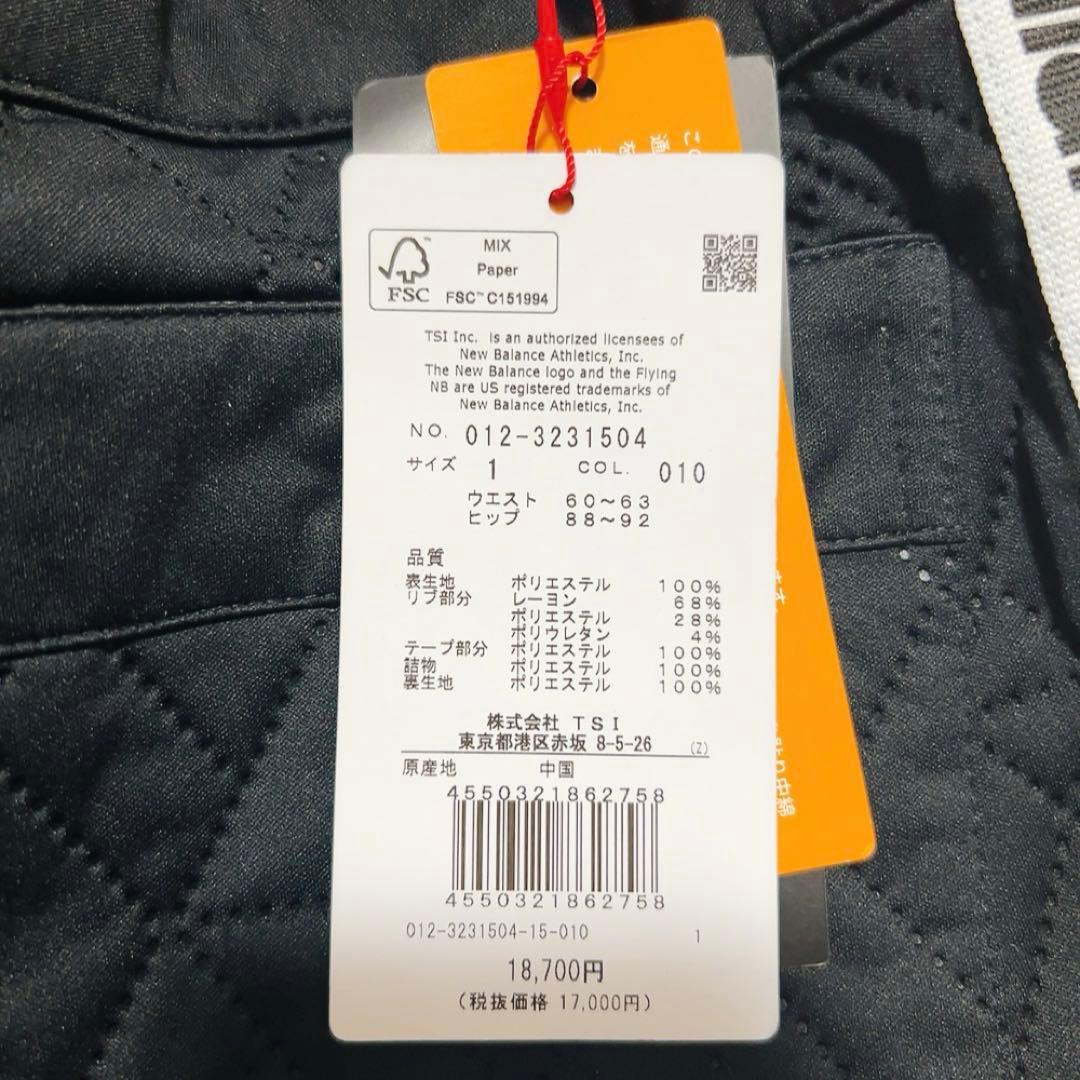 MIX
Paper
FSC
FSC™ C151994
TSI Inc. is an authorized licensees of
New Balance Athletics, Inc.
The New Balance logo and the Flying
NB are US registered trademarks of
New Balance Athletics, Inc.
NO. 012-3231504
サイズ 1 COL. 010
ウエスト 60～63
ヒップ 88～92
品質
表生地 ポリエステル 100%
リブ部分 レーヨン 68%
ポリエステル 28%
ポリウレタン 4%
テープ部分 ポリエステル 100%
詰物 ポリエステル 100%
裏生地 ポリエステル 100%
株式会社 TSI
東京都港区赤坂 8-5-26 (Z)
原産地 中国
4550321862758
4550321862758
012-3231504-15-010 1
18,700円
(税抜価格 17,000円)